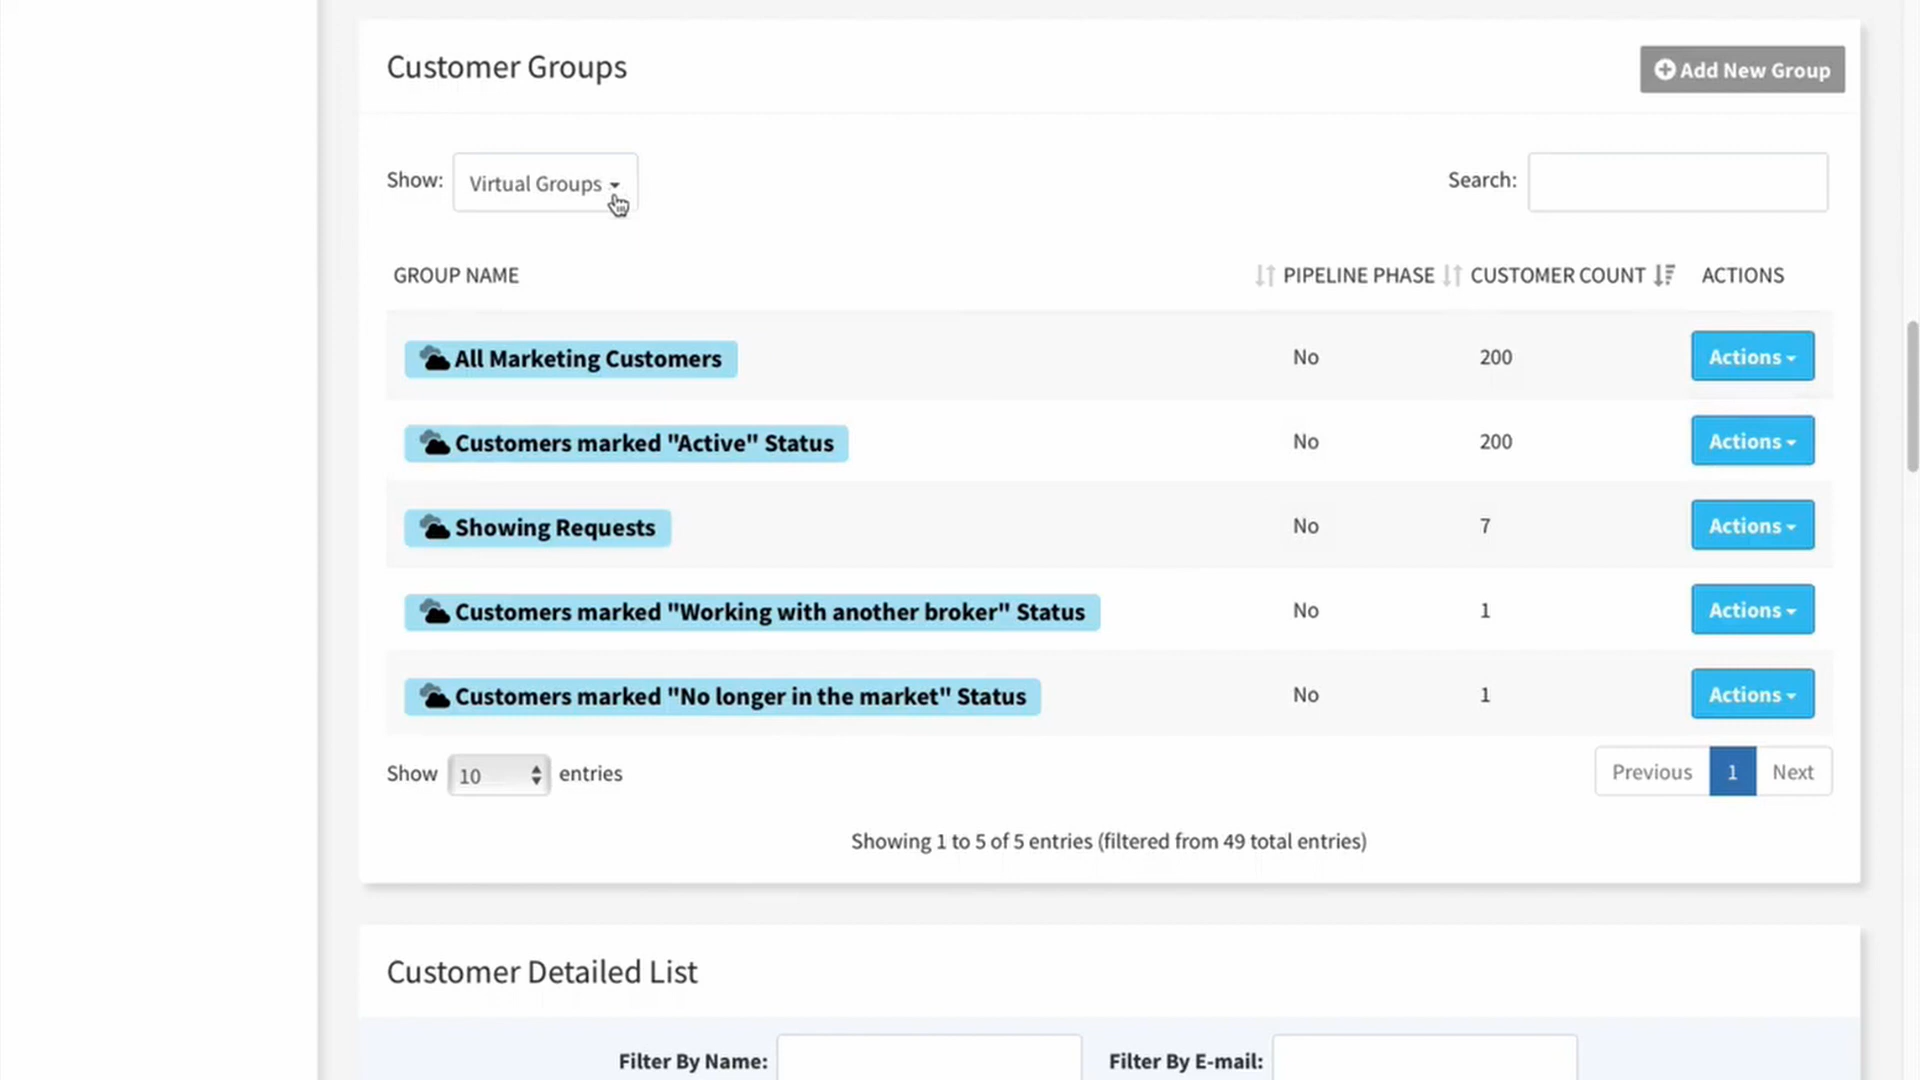 Customer Groups
Add New Group
Show: Virtual Groups
Search:
GROUP NAME PIPELINE PHASE CUSTOMER COUNT ACTIONS
All Marketing Customers No 200 Actions
Customers marked "Active" Status No 200 Actions
Showing Requests No 7 Actions
Customers marked "Working with another broker" Status No 1 Actions
Customers marked "No longer in the market" Status No 1 Actions
Show 10 entries
Previous 1 Next
Showing 1 to 5 of 5 entries (filtered from 49 total entries)
Customer Detailed List
Filter By Name: Filter By E-mail: